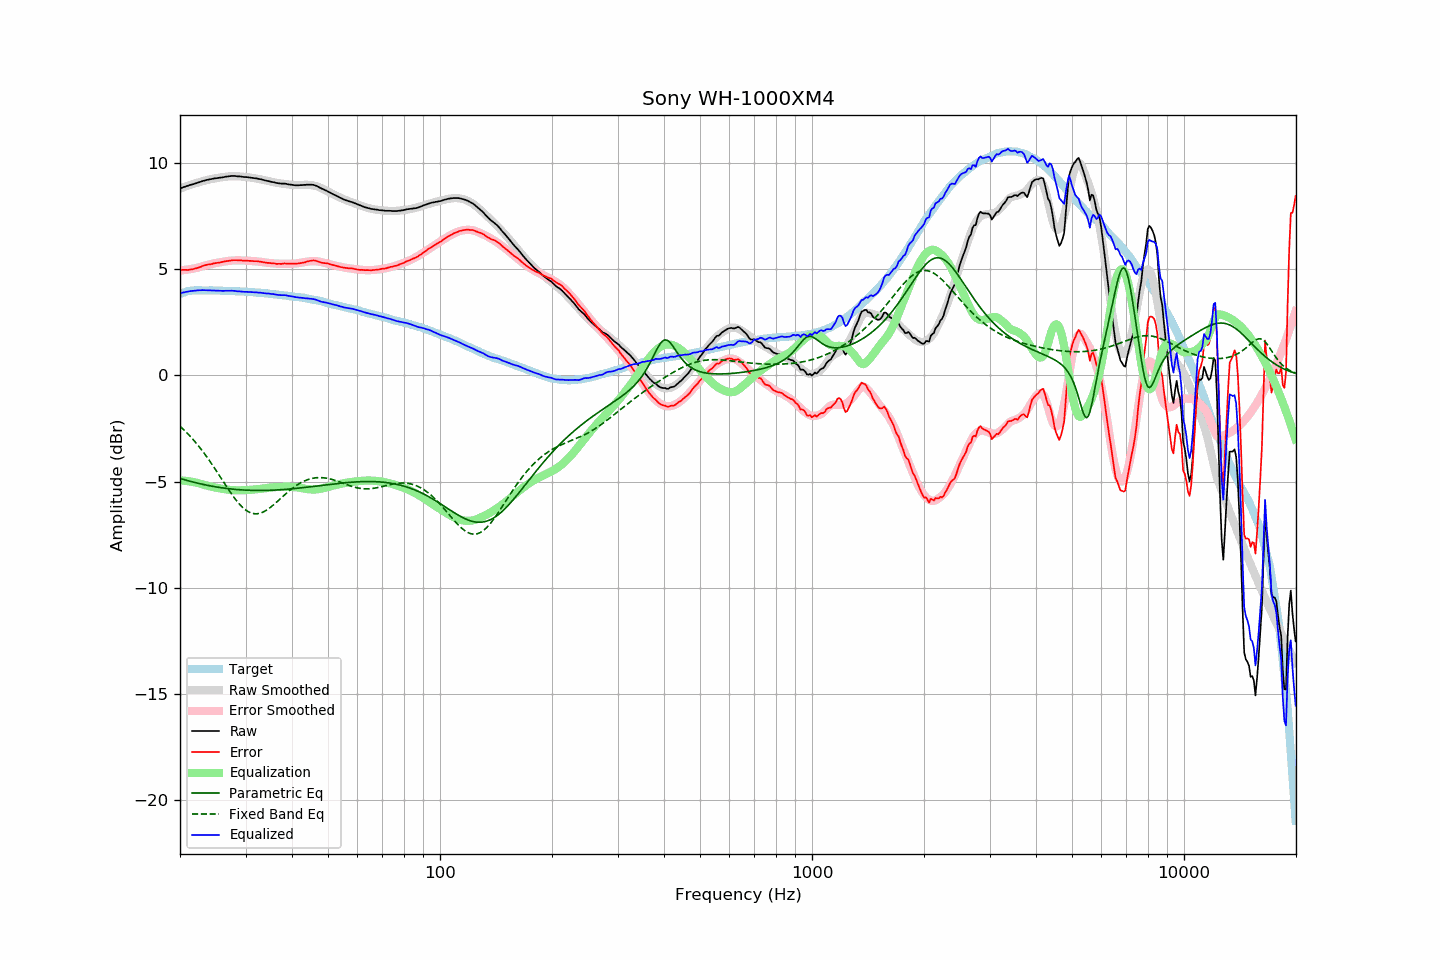 Sony WH-1000XM4
10
5
0
−5
−10
−15
−20
Amplitude (dBr)
Target
Raw Smoothed
Error Smoothed
Raw
Error
Equalization
Parametric Eq
Fixed Band Eq
Equalized
100
1000
10000
Frequency (Hz)